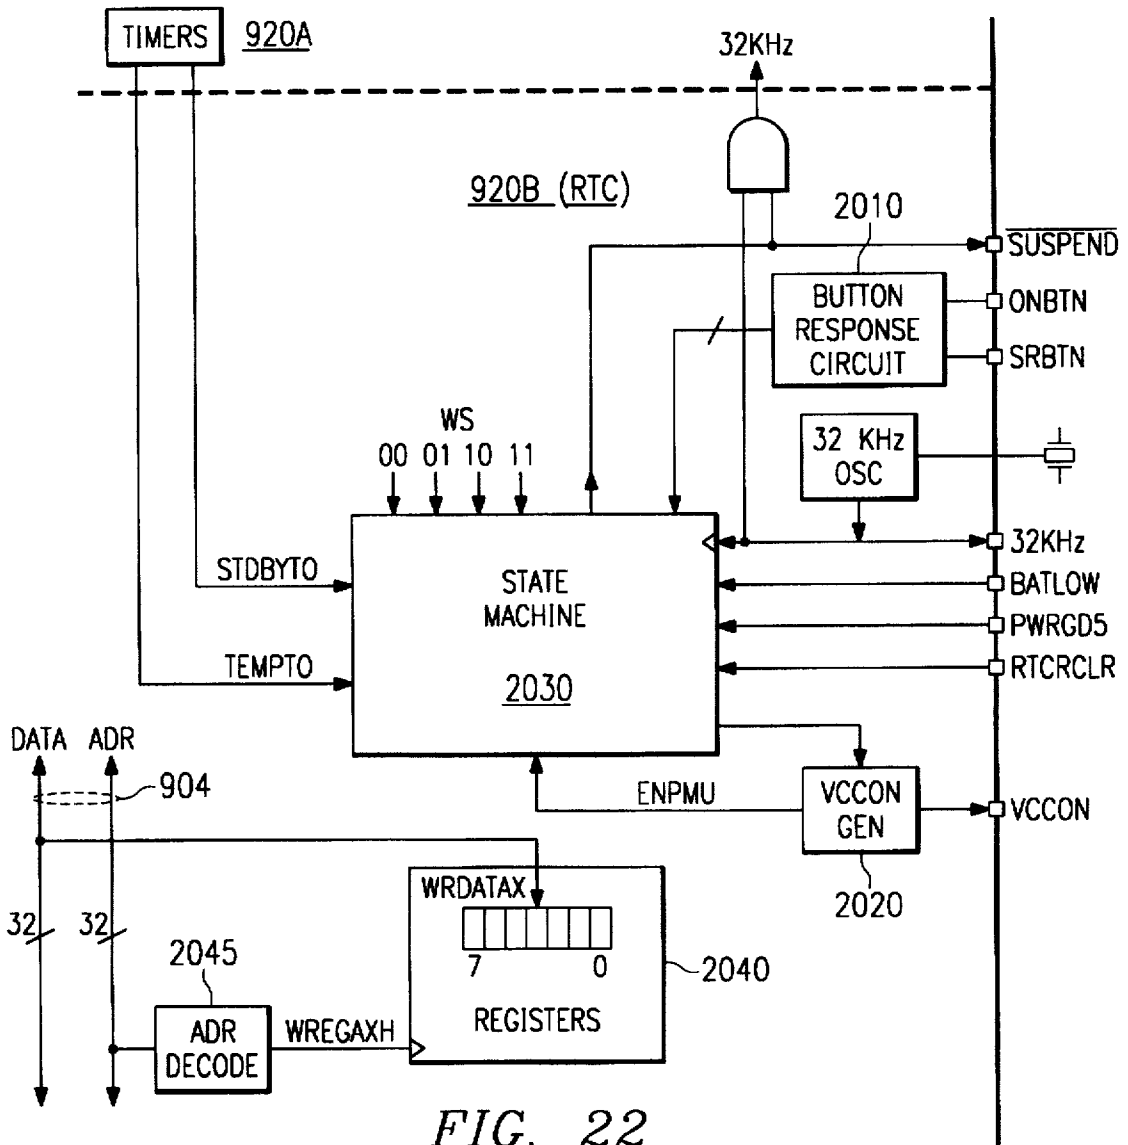 TIMERS 920A
32KHz
920B (RTC)
2010
SUSPEND
BUTTON
RESPONSE
CIRCUIT
ONBTN
SRBTN
WS
00 01 10 11
32 KHz
OSC
32KHz
STDBYTO
STATE
MACHINE
2030
BATLOW
PWRGD5
TEMPTO
RTCRCLR
DATA ADR
904
ENPMU
VCCON
GEN
VCCON
2020
WRDATAX
32 32
7 0
2045
2040
REGISTERS
ADR
DECODE
WREGAXH
FIG. 22